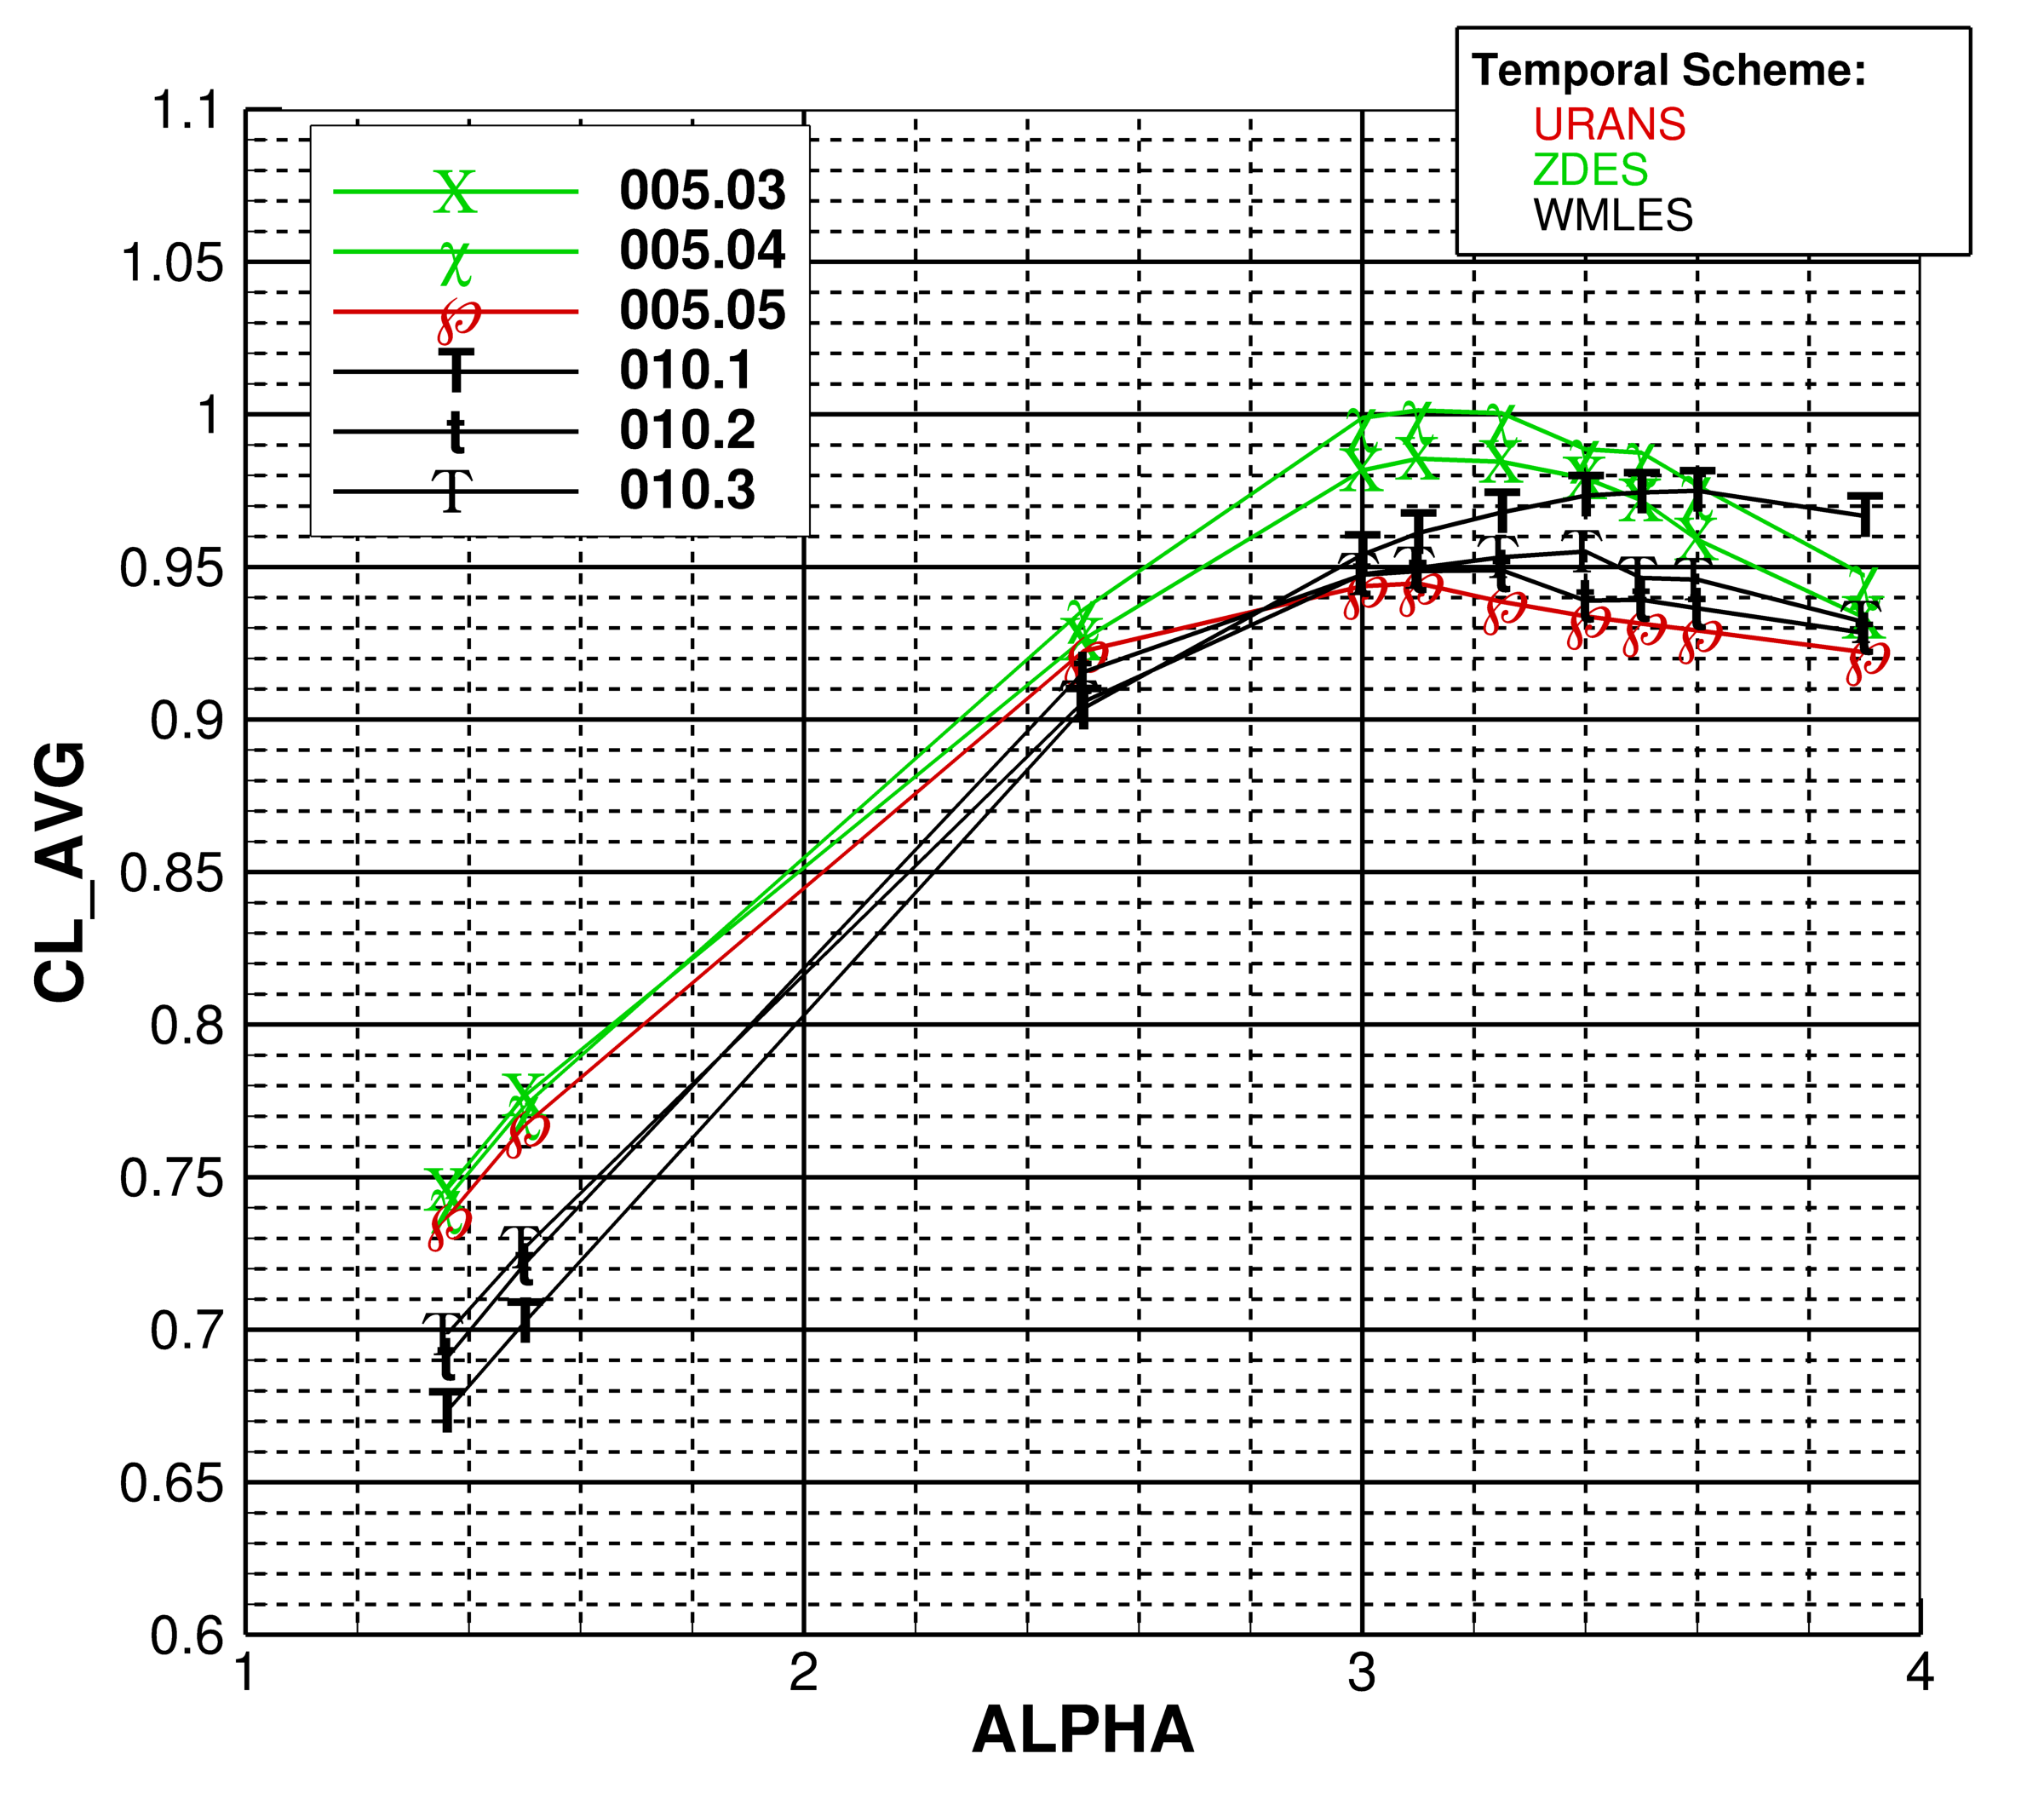 Temporal Scheme:
URANS
ZDES
WMLES
X 005.03
χ 005.04
℘ 005.05
T 010.1
t 010.2
T 010.3
1.1
1.05
1
0.95
0.9
0.85
0.8
0.75
0.7
0.65
0.6
CL_AVG
1 2 3 4
ALPHA